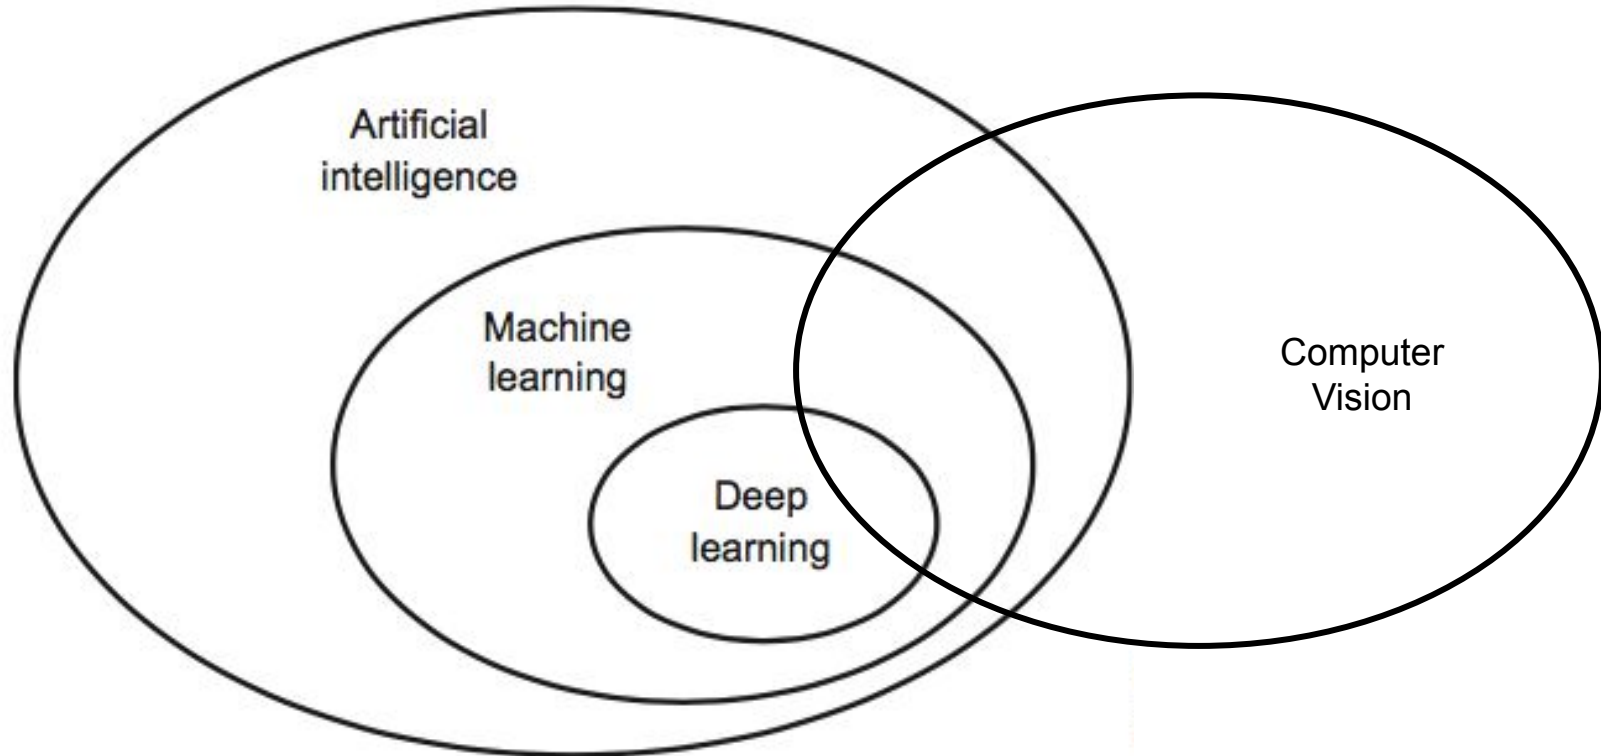 Artificial
intelligence
Machine
learning
Deep
learning
Computer
Vision